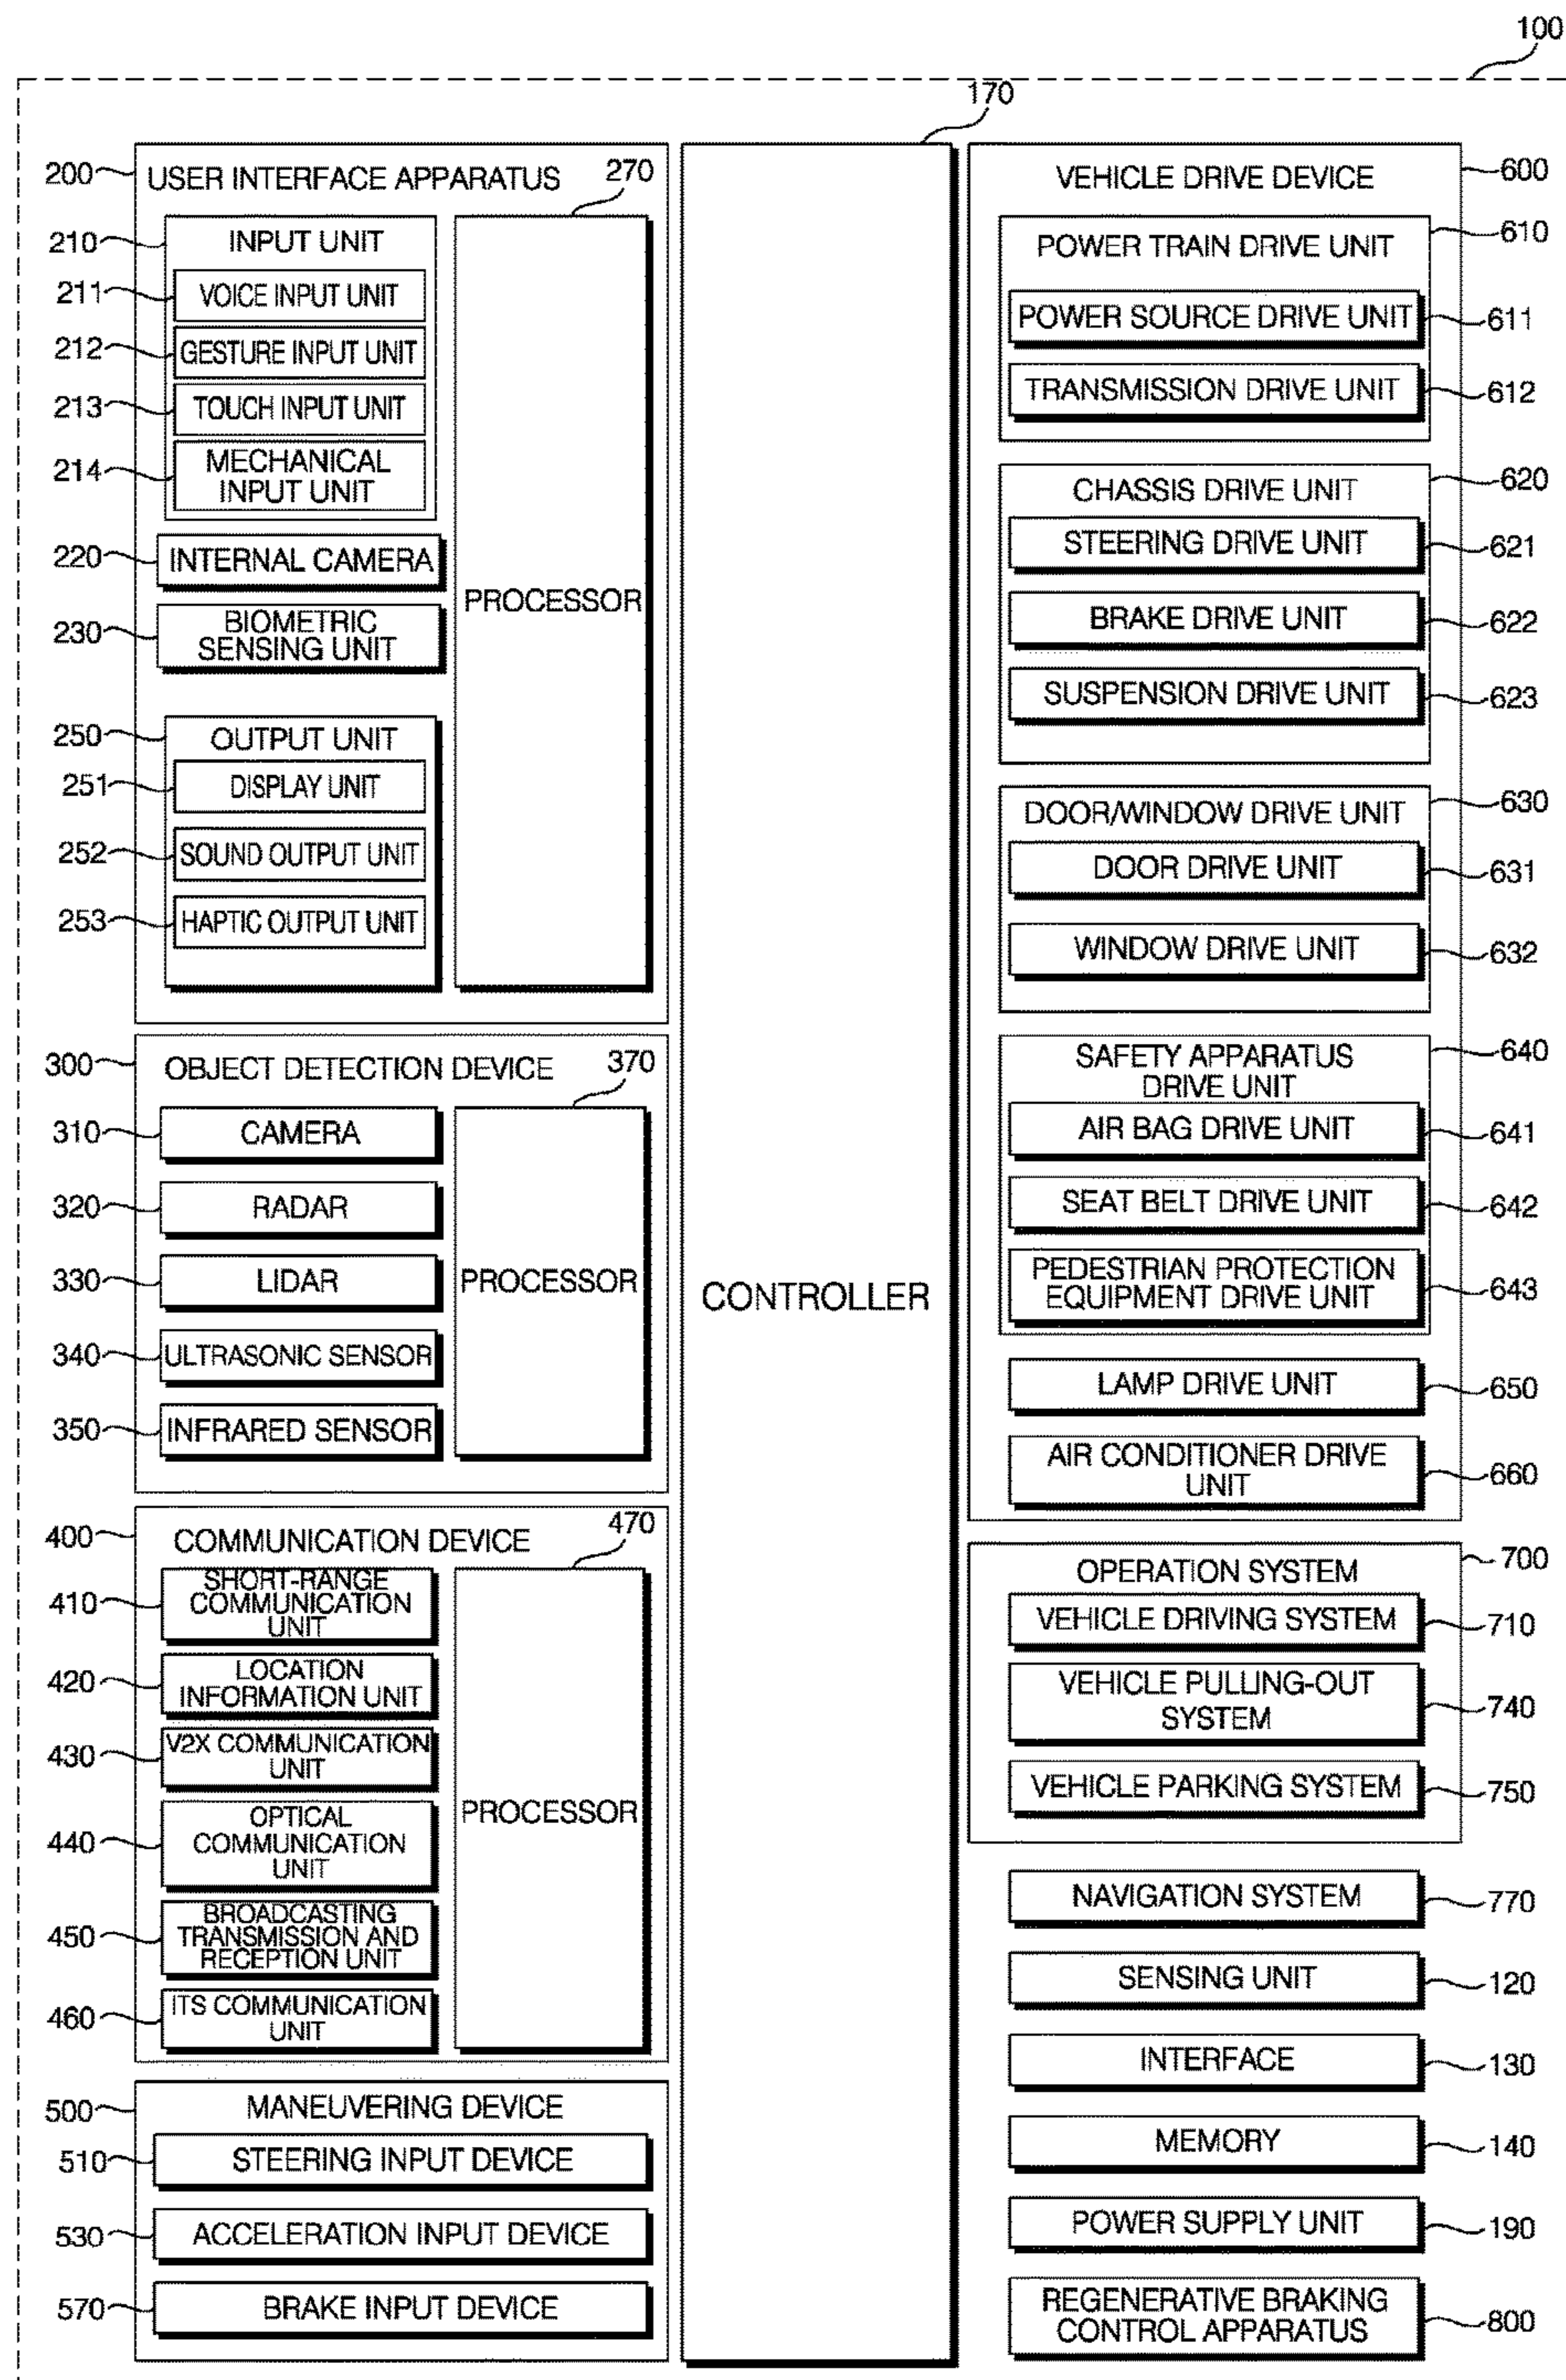 100
170
200
USER INTERFACE APPARATUS
270
210
INPUT UNIT
211
VOICE INPUT UNIT
212
GESTURE INPUT UNIT
213
TOUCH INPUT UNIT
214
MECHANICAL
INPUT UNIT
220
INTERNAL CAMERA
230
BIOMETRIC
SENSING UNIT
PROCESSOR
250
OUTPUT UNIT
251
DISPLAY UNIT
252
SOUND OUTPUT UNIT
253
HAPTIC OUTPUT UNIT
300
OBJECT DETECTION DEVICE
370
310
CAMERA
320
RADAR
330
LIDAR
340
ULTRASONIC SENSOR
350
INFRARED SENSOR
PROCESSOR
400
COMMUNICATION DEVICE
470
410
SHORT-RANGE
COMMUNICATION
UNIT
420
LOCATION
INFORMATION UNIT
430
V2X COMMUNICATION
UNIT
440
OPTICAL
COMMUNICATION
UNIT
450
BROADCASTING
TRANSMISSION AND
RECEPTION UNIT
460
ITS COMMUNICATION
UNIT
PROCESSOR
500
MANEUVERING DEVICE
510
STEERING INPUT DEVICE
530
ACCELERATION INPUT DEVICE
570
BRAKE INPUT DEVICE
CONTROLLER
VEHICLE DRIVE DEVICE
600
POWER TRAIN DRIVE UNIT
610
POWER SOURCE DRIVE UNIT
611
TRANSMISSION DRIVE UNIT
612
CHASSIS DRIVE UNIT
620
STEERING DRIVE UNIT
621
BRAKE DRIVE UNIT
622
SUSPENSION DRIVE UNIT
623
DOOR/WINDOW DRIVE UNIT
630
DOOR DRIVE UNIT
631
WINDOW DRIVE UNIT
632
SAFETY APPARATUS
DRIVE UNIT
640
AIR BAG DRIVE UNIT
641
SEAT BELT DRIVE UNIT
642
PEDESTRIAN PROTECTION
EQUIPMENT DRIVE UNIT
643
LAMP DRIVE UNIT
650
AIR CONDITIONER DRIVE
UNIT
660
OPERATION SYSTEM
700
VEHICLE DRIVING SYSTEM
710
VEHICLE PULLING-OUT
SYSTEM
740
VEHICLE PARKING SYSTEM
750
NAVIGATION SYSTEM
770
SENSING UNIT
120
INTERFACE
130
MEMORY
140
POWER SUPPLY UNIT
190
REGENERATIVE BRAKING
CONTROL APPARATUS
800